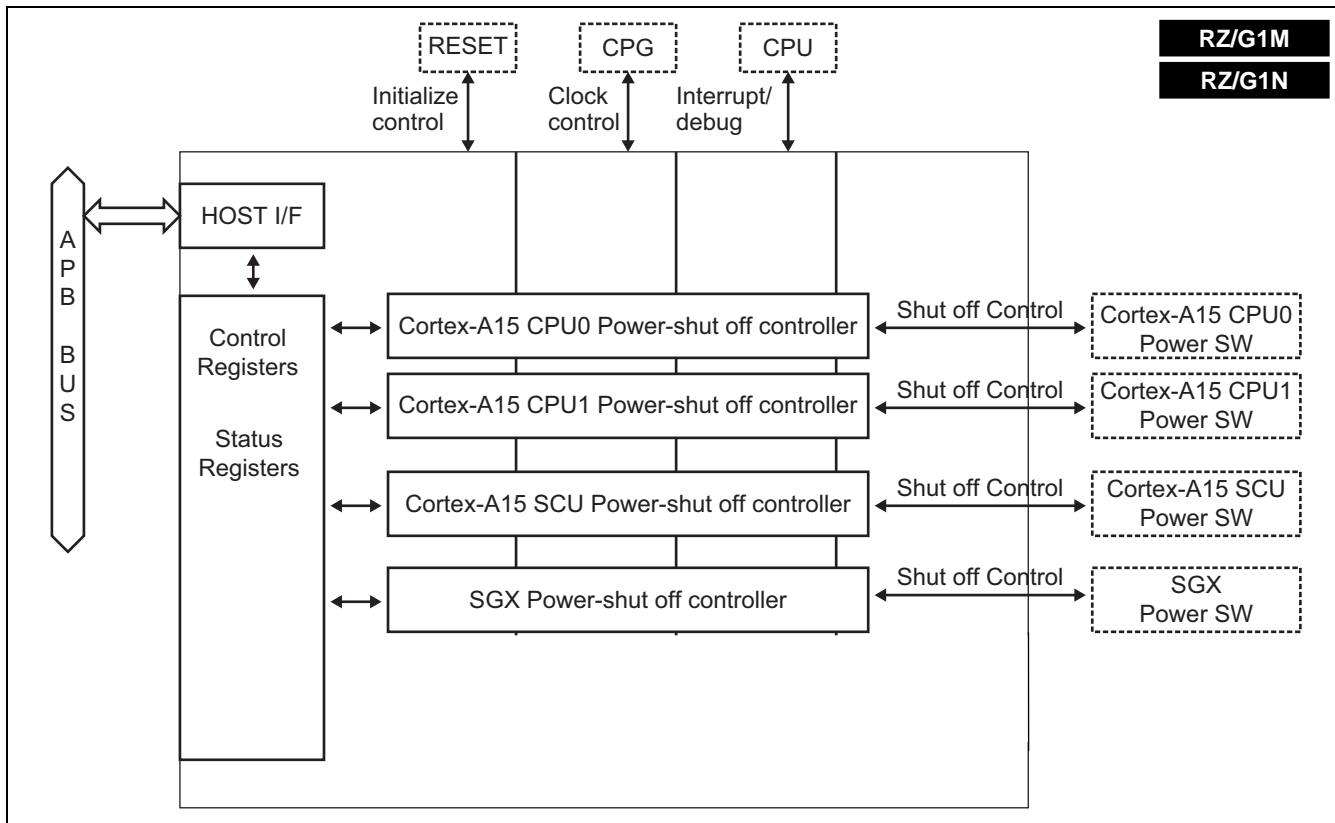 RESET
CPG
CPU
RZ/G1M
RZ/G1N
Initialize
control
Clock
control
Interrupt/
debug
APB BUS
HOST I/F
Control
Registers
Status
Registers
Cortex-A15 CPU0 Power-shut off controller
Shut off Control
Cortex-A15 CPU0
Power SW
Cortex-A15 CPU1 Power-shut off controller
Shut off Control
Cortex-A15 CPU1
Power SW
Cortex-A15 SCU Power-shut off controller
Shut off Control
Cortex-A15 SCU
Power SW
SGX Power-shut off controller
Shut off Control
SGX
Power SW